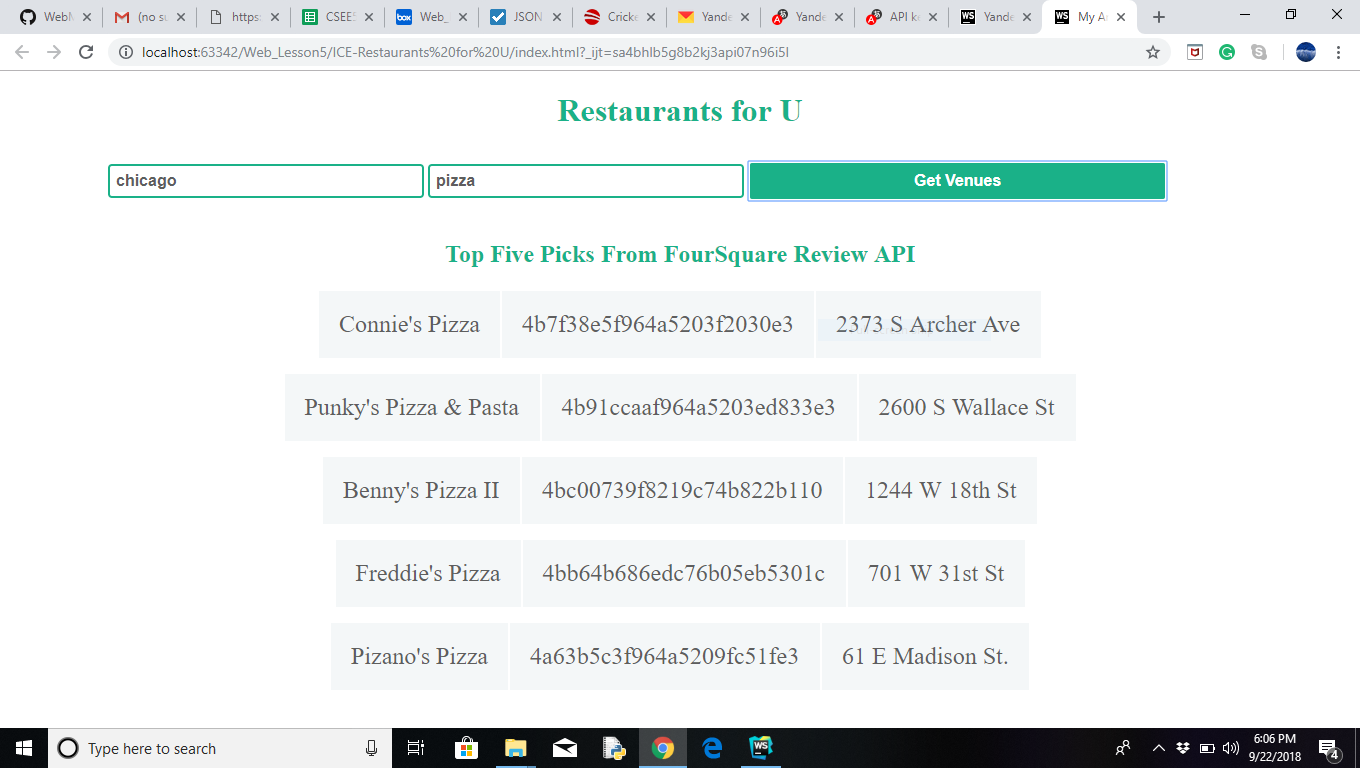 WebM
(no su
https:
CSEE5
Web_
JSON
Cricke
Yande
Yande
API ke
Yande
My A
localhost:63342/Web_Lesson5/ICE-Restaurants%20for%20U/index.html?_ijt=sa4bhlb5g8b2kj3api07n96i5l
Restaurants for U
chicago pizza Get Venues
Top Five Picks From FourSquare Review API
Connie's Pizza 4b7f38e5f964a5203f2030e3 2373 S Archer Ave
Punky's Pizza & Pasta 4b91ccaaf964a5203ed833e3 2600 S Wallace St
Benny's Pizza II 4bc00739f8219c74b822b110 1244 W 18th St
Freddie's Pizza 4bb64b686edc76b05eb5301c 701 W 31st St
Pizano's Pizza 4a63b5c3f964a5209fc51fe3 61 E Madison St.
Type here to search
6:06 PM
9/22/2018
4